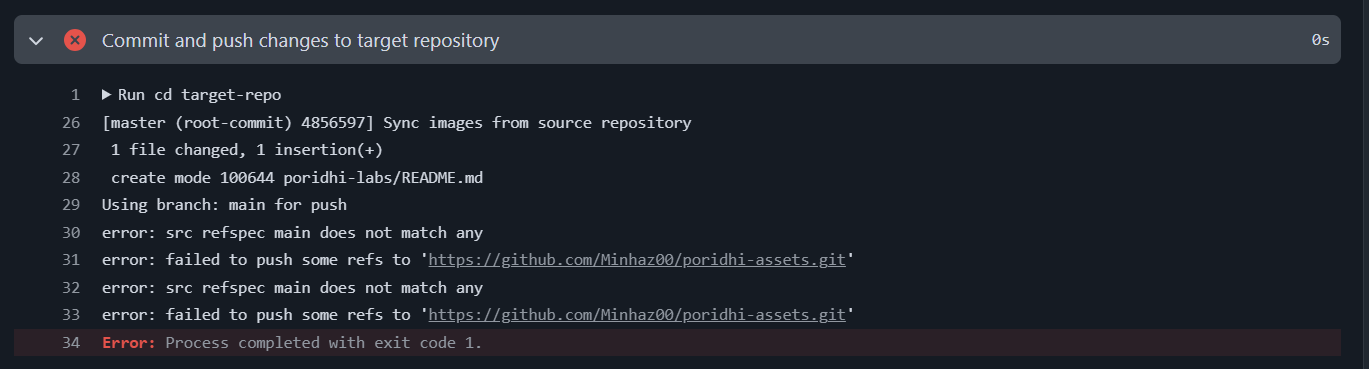 Commit and push changes to target repository 0s
1 Run cd target-repo
26 [master (root-commit) 4856597] Sync images from source repository
27 1 file changed, 1 insertion(+)
28 create mode 100644 poridhi-labs/README.md
29 Using branch: main for push
30 error: src refspec main does not match any
31 error: failed to push some refs to 'https://github.com/Minhaz00/poridhi-assets.git'
32 error: src refspec main does not match any
33 error: failed to push some refs to 'https://github.com/Minhaz00/poridhi-assets.git'
34 Error: Process completed with exit code 1.